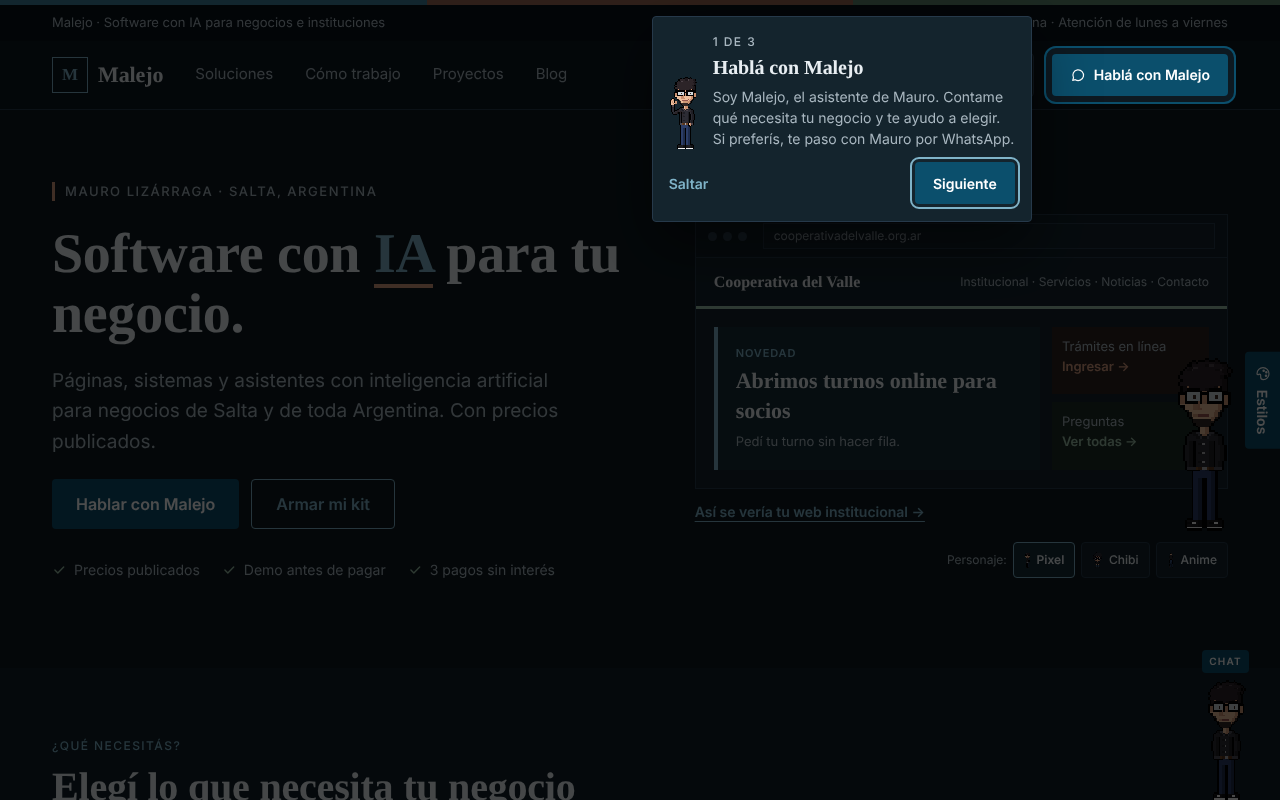 Malejo · Software con IA para negocios e instituciones
na · Atención de lunes a viernes
M
Malejo
Soluciones
Cómo trabajo
Proyectos
Blog
Hablá con Malejo
1 DE 3
Hablá con Malejo
Soy Malejo, el asistente de Mauro. Contame
qué necesita tu negocio y te ayudo a elegir.
Si preferís, te paso con Mauro por WhatsApp.
Saltar
Siguiente
MAURO LIZÁRRAGA · SALTA, ARGENTINA
Software con IA para tu
negocio.
Páginas, sistemas y asistentes con inteligencia artificial
para negocios de Salta y de toda Argentina. Con precios
publicados.
Hablar con Malejo
Armar mi kit
Precios publicados
Demo antes de pagar
3 pagos sin interés
cooperativadelvalle.org.ar
Cooperativa del Valle
Institucional · Servicios · Noticias · Contacto
NOVEDAD
Abrimos turnos online para
socios
Pedí tu turno sin hacer fila.
Trámites en línea
Ingresar →
Preguntas
Ver todas →
Así se vería tu web institucional →
Personaje:
Pixel
Chibi
Anime
Estilos
CHAT
¿QUÉ NECESITÁS?
Elegí lo que necesita tu negocio